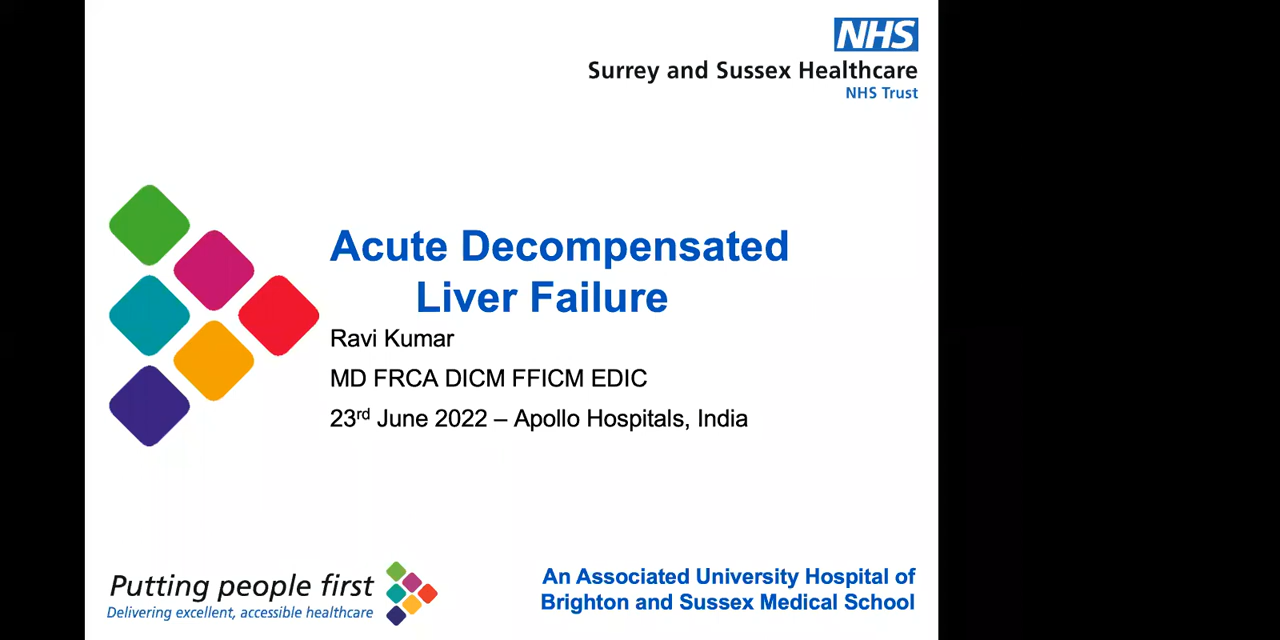 NHS
Surrey and Sussex Healthcare
NHS Trust
Acute Decompensated
Liver Failure
Ravi Kumar
MD FRCA DICM FFICM EDIC
23rd June 2022 – Apollo Hospitals, India
Putting people first
Delivering excellent, accessible healthcare
An Associated University Hospital of
Brighton and Sussex Medical School